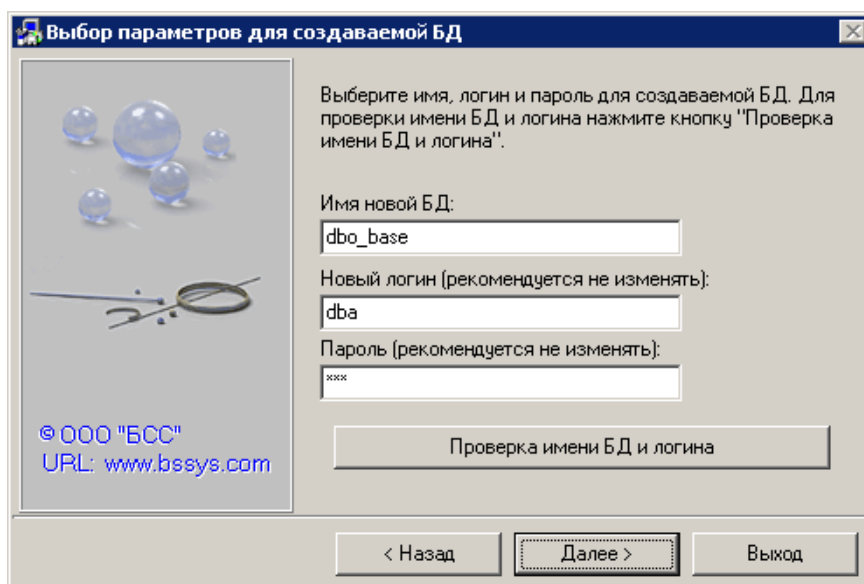 Выбор параметров для создаваемой БД
Выберите имя, логин и пароль для создаваемой БД. Для
проверки имени БД и логина нажмите кнопку "Проверка
имени БД и логина".
Имя новой БД:
dbo_base
Новый логин (рекомендуется не изменять):
dba
Пароль (рекомендуется не изменять):
***
Проверка имени БД и логина
© ООО "БСС"
URL: www.bssys.com
< Назад
Далее >
Выход